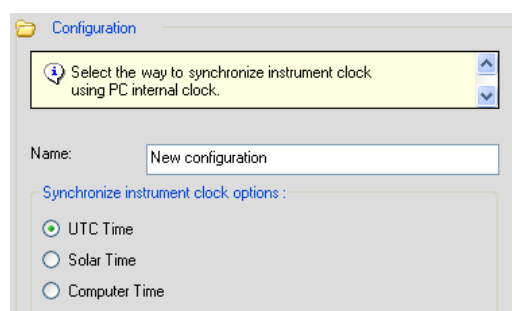 Configuration
Select the way to synchronize instrument clock
using PC internal clock.
Name:
New configuration
Synchronize instrument clock options :
UTC Time
Solar Time
Computer Time